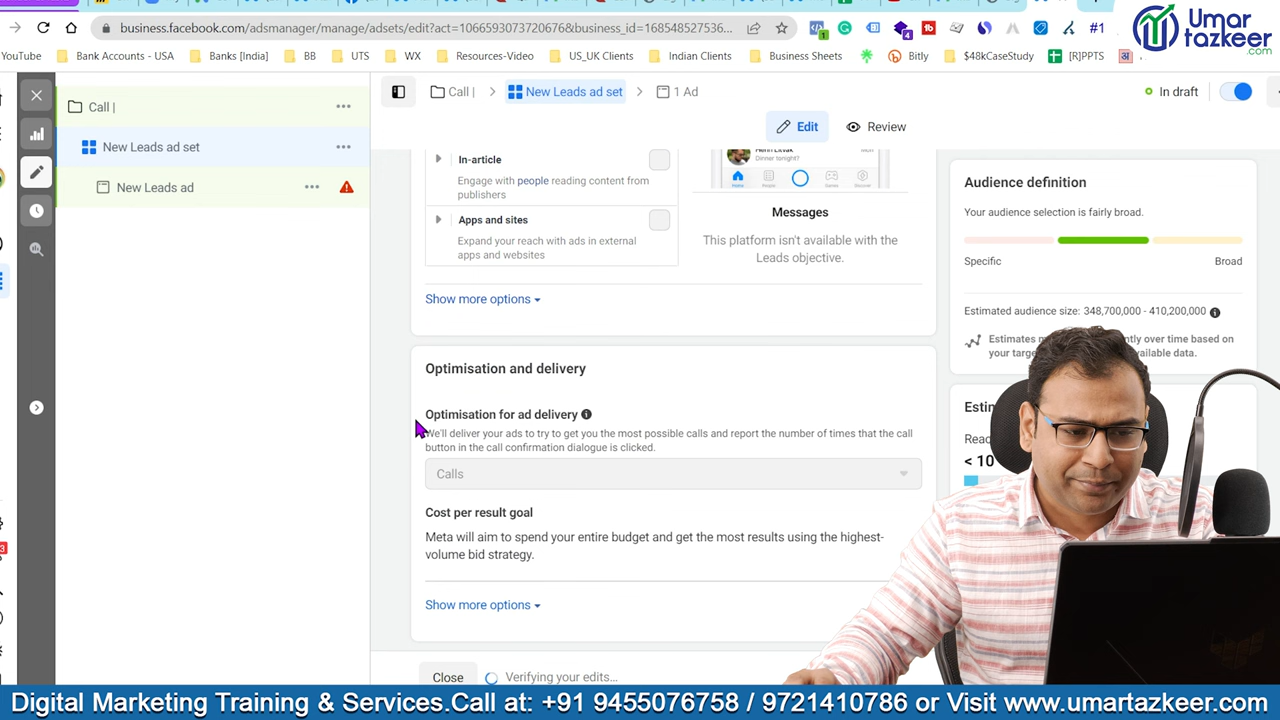 Umar
tazkeer
.com
business.facebook.com/adsmanager/manage/adsets/edit?act=1066593073720676&business_id=168548527536...
#1
YouTube
Bank Accounts - USA
Banks [India]
BB
UTS
WX
Resources-Video
US_UK Clients
Indian Clients
Business Sheets
Bitly
$48kCaseStudy
[R]PPTS
Call |
New Leads ad set
1 Ad
In draft
Edit
Review
Call |
New Leads ad set
New Leads ad
In-article
Engage with people reading content from
publishers
Apps and sites
Expand your reach with ads in external
apps and websites
Show more options
Dinner tonight?
Messages
This platform isn't available with the
Leads objective.
Optimisation and delivery
Optimisation for ad delivery
We'll deliver your ads to try to get you the most possible calls and report the number of times that the call
button in the call confirmation dialogue is clicked.
Calls
Cost per result goal
Meta will aim to spend your entire budget and get the most results using the highest-
volume bid strategy.
Show more options
Close
Verifying your edits...
Audience definition
Your audience selection is fairly broad.
Specific
Broad
Estimated audience size: 348,700,000 - 410,200,000
Estimates
your
< 10
Digital Marketing Training & Services.Call at: +91 9455076758 / 9721410786 or Visit www.umartazkeer.com